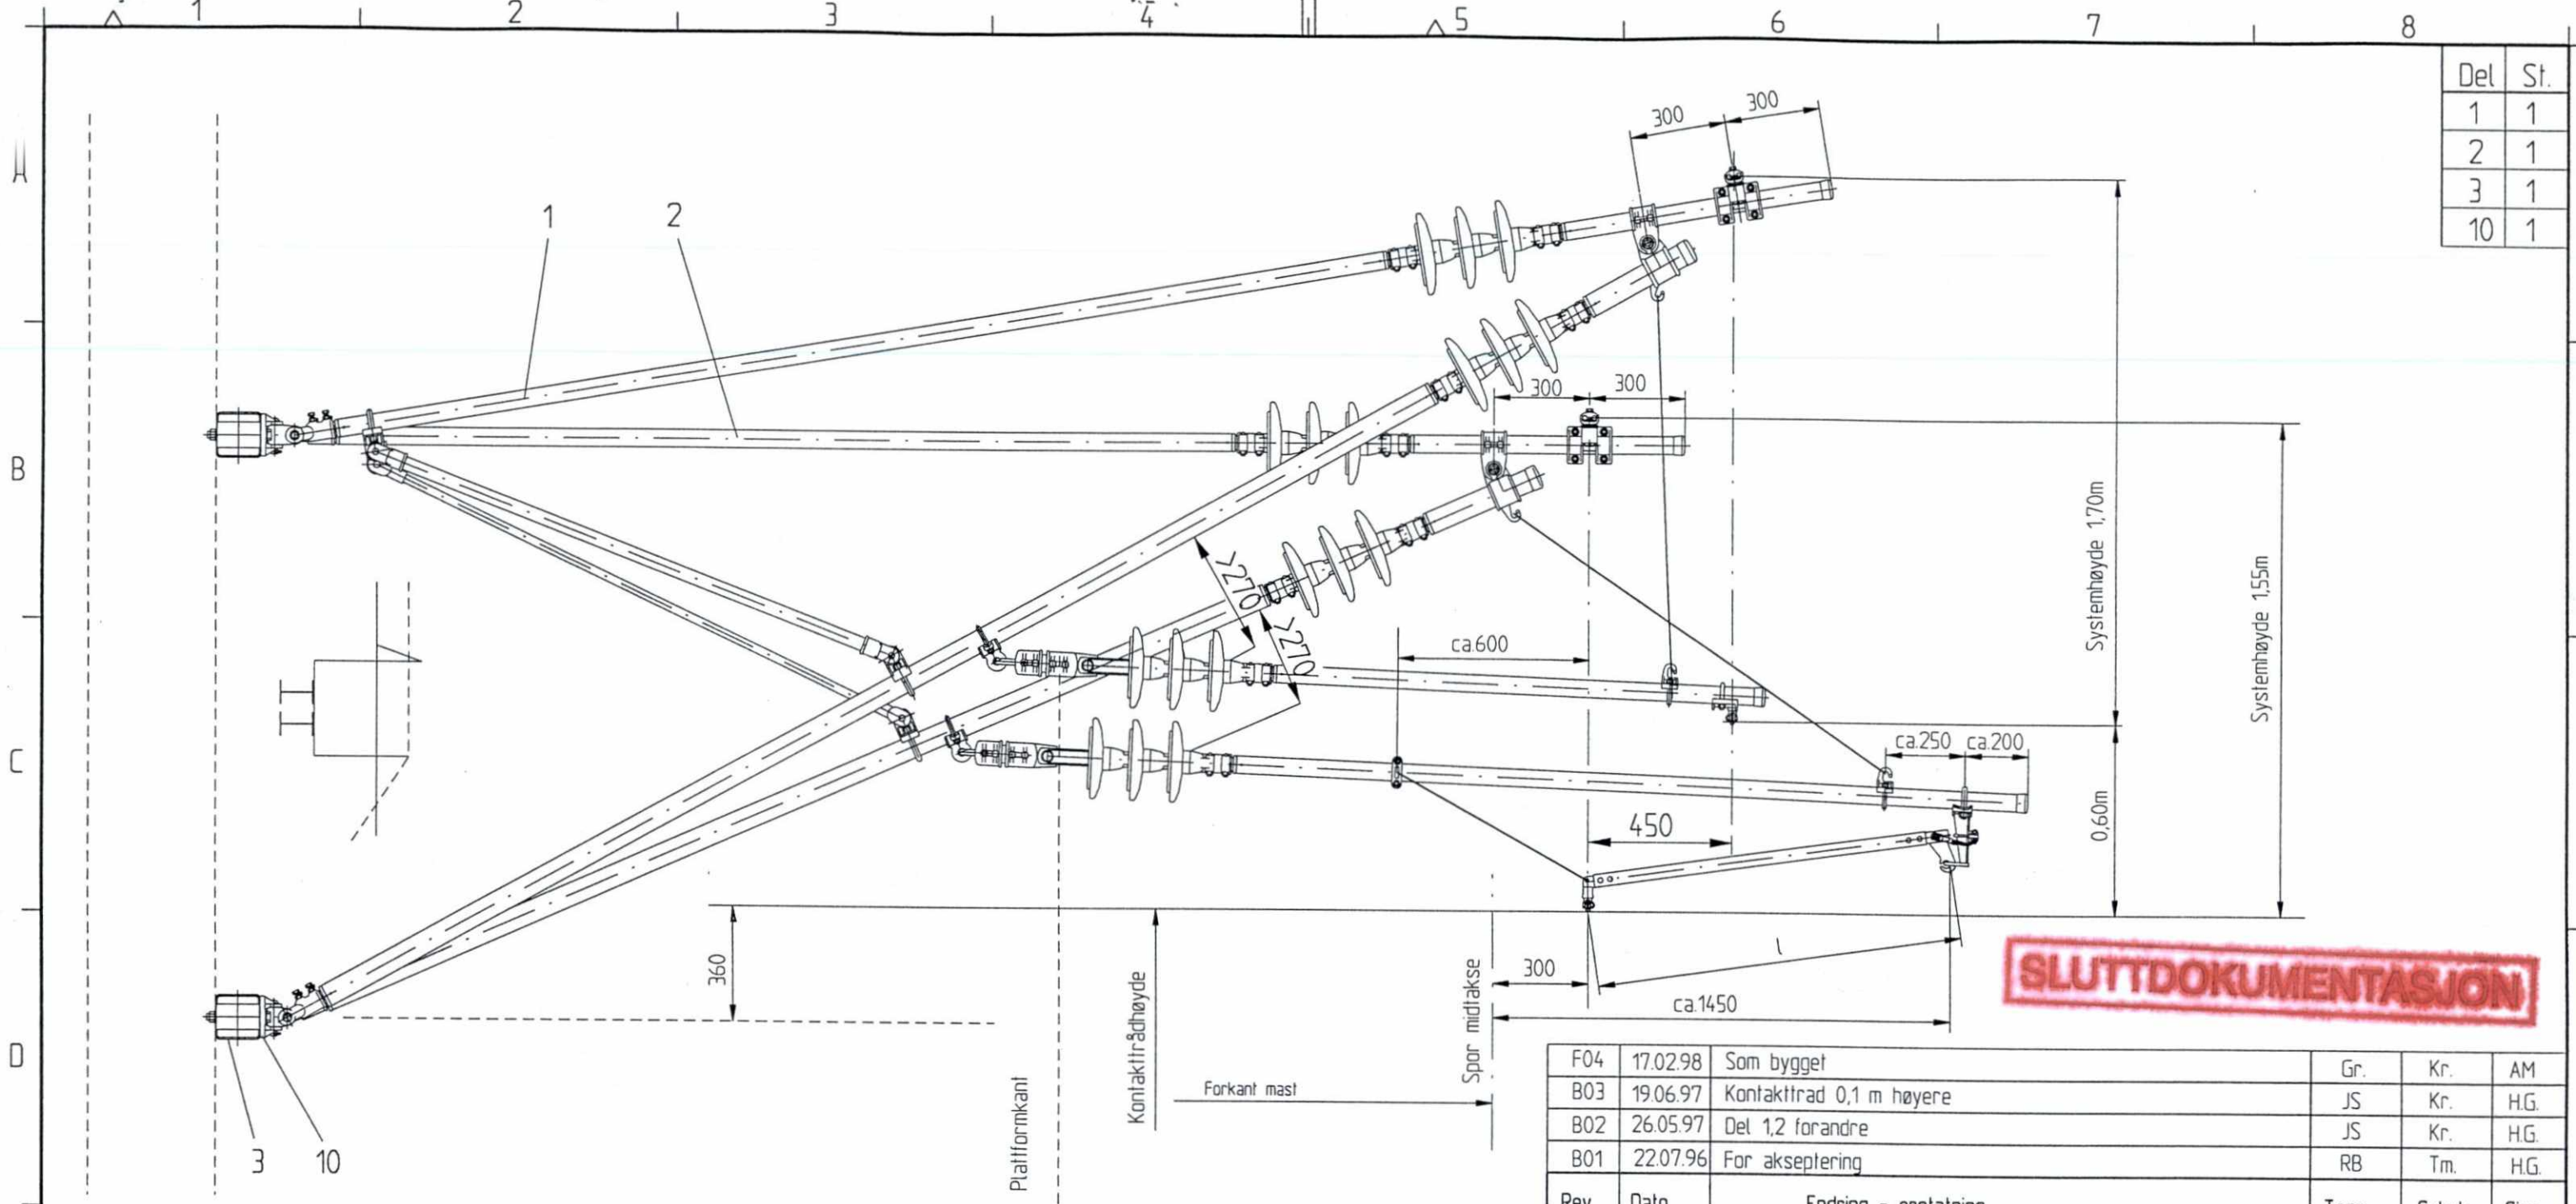 1 2 3 4 5 6 7 8
A
B
C
D
Del St.
1 1
2 1
3 1
10 1
300 300
1 2
300 300
>270
>270
ca.600
Systemhøyde 1,70m
Systemhøyde 1,55m
ca.250 ca.200
450
0,60m
360
Kontakttrådhøyde
Spor midtakse
300
l
ca.1450
Forkant mast
Plattformkant
3 10
SLUTTDOKUMENTASJON
F04 17.02.98 Som bygget Gr. Kr. AM
B03 19.06.97 Kontakttrad 0,1 m høyere JS Kr. H.G.
B02 26.05.97 Del 1,2 forandre JS Kr. H.G.
B01 22.07.96 For akseptering RB Tm. H.G.
Rev. Dato